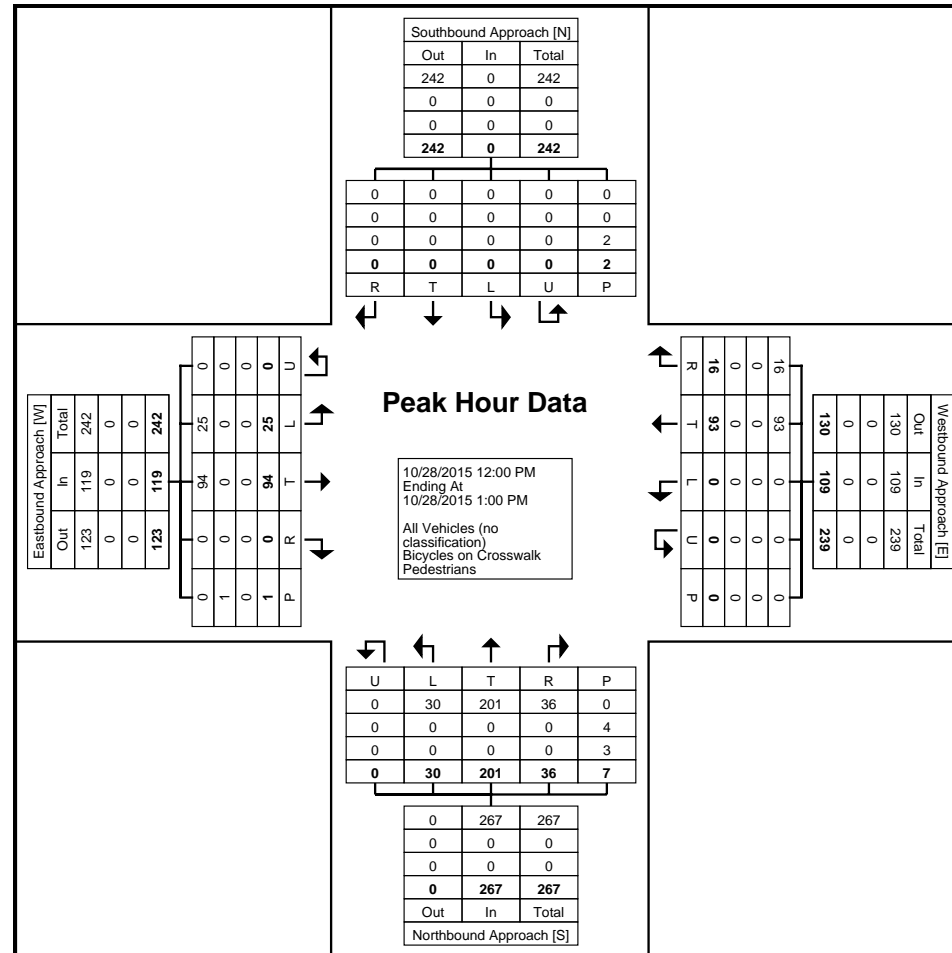 Southbound Approach [N]
Out In Total
242 0 242
0 0 0
0 0 0
242 0 242
0 0 0 0 0
0 0 0 0 0
0 0 0 0 2
0 0 0 0 2
R T L U P
Eastbound Approach [W]
Out In Total
123 119 242
0 0 0
0 0 0
123 119 242
0 94 25 0
0 0 0 0 0
1 0 0 0 0
0 0 0 0 0
1 0 94 25 0
P R T L U
Peak Hour Data
10/28/2015 12:00 PM
Ending At
10/28/2015 1:00 PM
All Vehicles (no
classification)
Bicycles on Crosswalk
Pedestrians
Westbound Approach [E]
Out In Total
130 109 239
0 0 0
0 0 0
130 109 239
16 93 0 0 0
0 0 0 0 0
0 0 0 0 0
16 93 0 0 0
R T L U P
U L T R P
0 30 201 36 0
0 0 0 0 4
0 0 0 0 3
0 30 201 36 7
0 267 267
0 0 0
0 0 0
0 267 267
Out In Total
Northbound Approach [S]